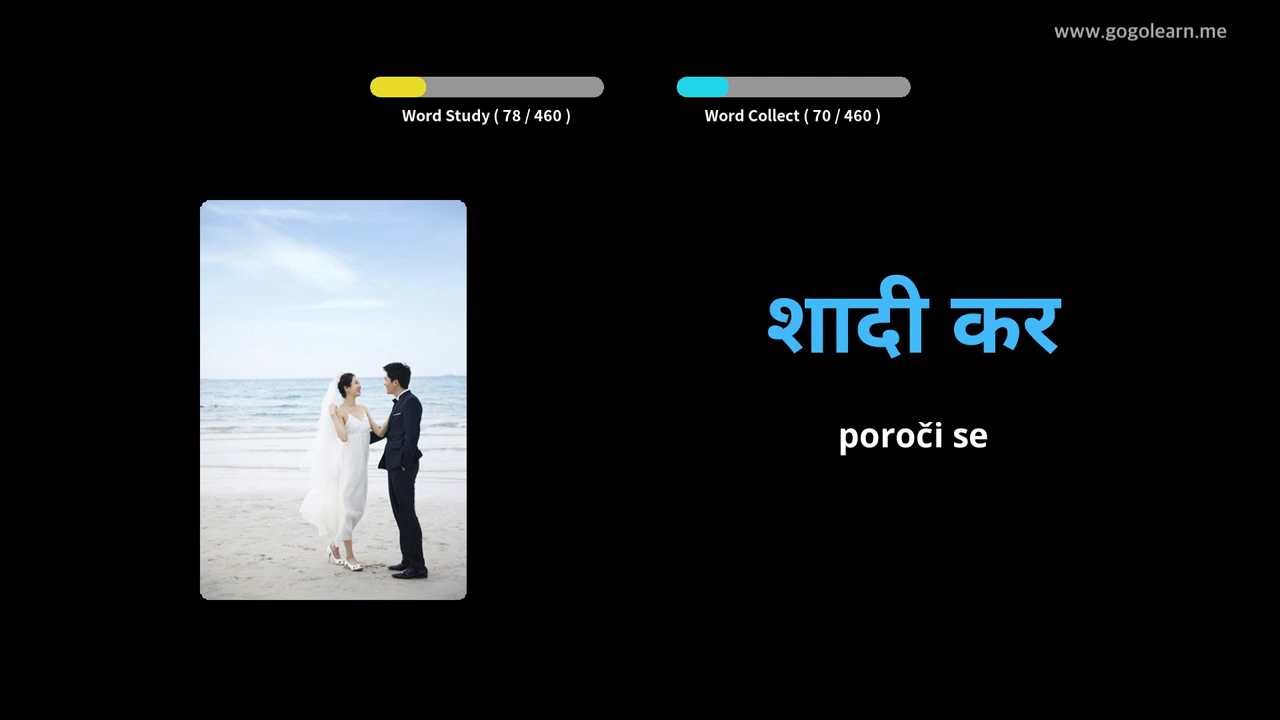 www.gogolearn.me
Word Study ( 78 / 460 )
Word Collect ( 70 / 460 )
शादी कर
poroči se